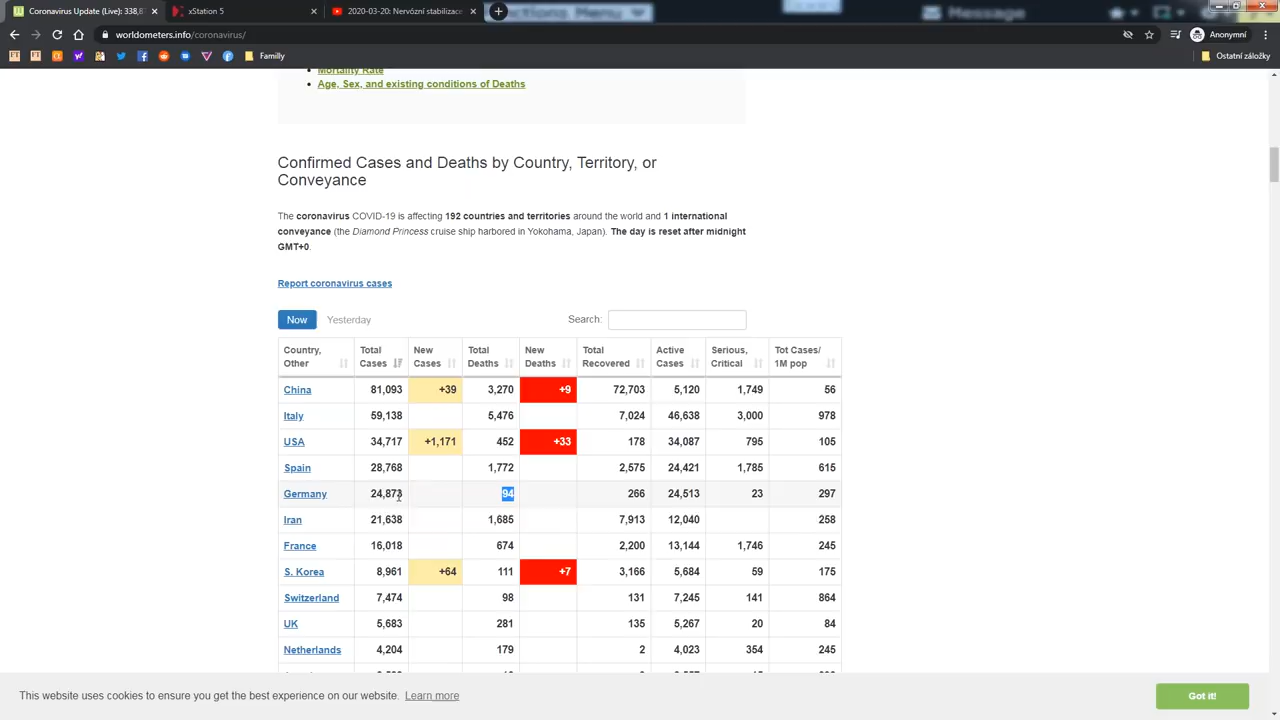 Coronavirus Update (Live): 338,8
xStation 5
2020-03-20: Nervózní stabilizace
worldometers.info/coronavirus/
Anonymní
Familly
Ostatní záložky
Mortality Rate
Age, Sex, and existing conditions of Deaths
Confirmed Cases and Deaths by Country, Territory, or
Conveyance
The coronavirus COVID-19 is affecting 192 countries and territories around the world and 1 international
conveyance (the Diamond Princess cruise ship harbored in Yokohama, Japan). The day is reset after midnight
GMT+0.
Report coronavirus cases
Now Yesterday Search:
Country, Other Total Cases New Cases Total Deaths New Deaths Total Recovered Active Cases Serious, Critical Tot Cases/ 1M pop
China 81,093 +39 3,270 +9 72,703 5,120 1,749 56
Italy 59,138 5,476 7,024 46,638 3,000 978
USA 34,717 +1,171 452 +33 178 34,087 795 105
Spain 28,768 1,772 2,575 24,421 1,785 615
Germany 24,873 94 266 24,513 23 297
Iran 21,638 1,685 7,913 12,040 258
France 16,018 674 2,200 13,144 1,746 245
S. Korea 8,961 +64 111 +7 3,166 5,684 59 175
Switzerland 7,474 98 131 7,245 141 864
UK 5,683 281 135 5,267 20 84
Netherlands 4,204 179 2 4,023 354 245
This website uses cookies to ensure you get the best experience on our website. Learn more
Got it!